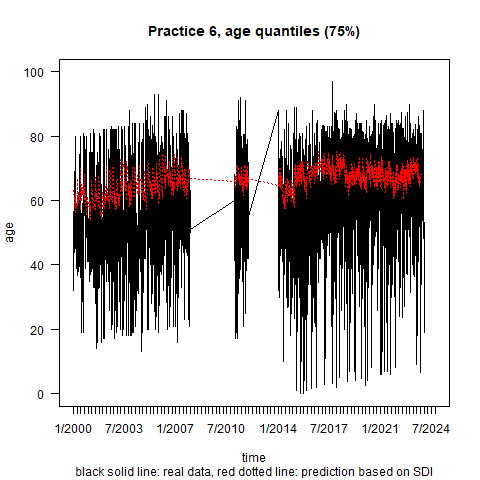 Practice 6, age quantiles (75%)
100
80
60
40
20
0
age
1/2000 7/2003 1/2007 7/2010 1/2014 7/2017 1/2021 7/2024
time
black solid line: real data, red dotted line: prediction based on SDI